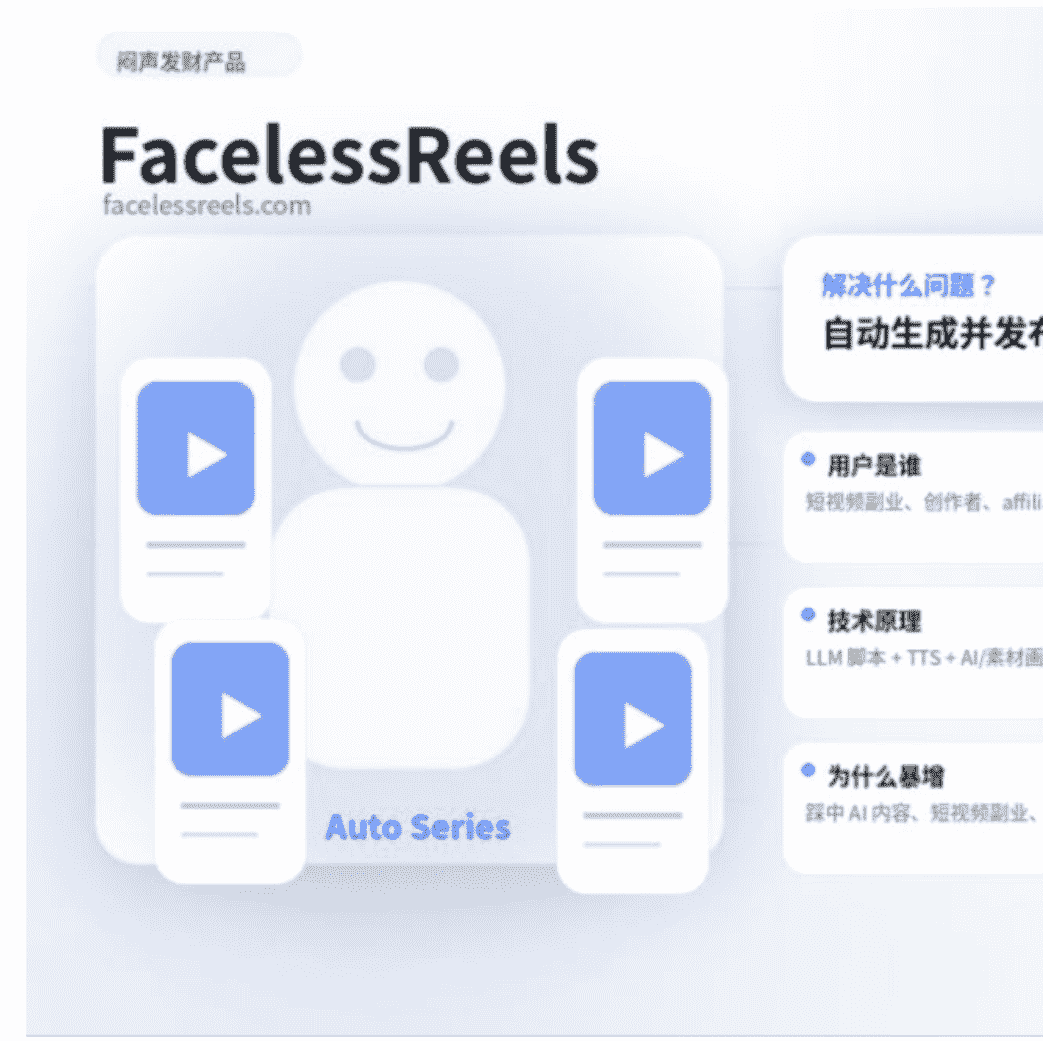 闷声发财产品
FacelessReels
facelessreels.com
Auto Series
解决什么问题？
自动生成并发布
用户是谁
短视频副业、创作者、affili
技术原理
LLM 脚本 + TTS + AI/素材画
为什么暴增
踩中 AI 内容、短视频副业、